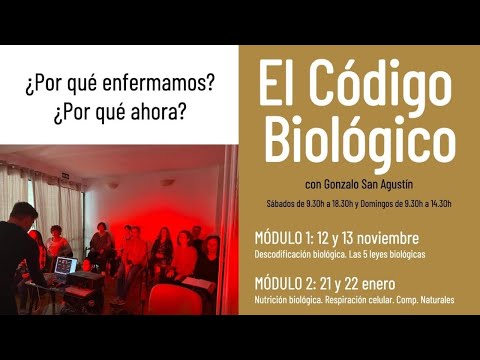 ¿Por qué enfermamos?
¿Por qué ahora?
El Código
Biológico
con Gonzalo San Agustín
Sábados de 9.30h a 18.30h y Domingos de 9.30h a 14.30h
MÓDULO 1: 12 y 13 noviembre
Descodificación biológica. Las 5 leyes biológicas
MÓDULO 2: 21 y 22 enero
Nutrición biológica. Respiración celular. Comp. Naturales